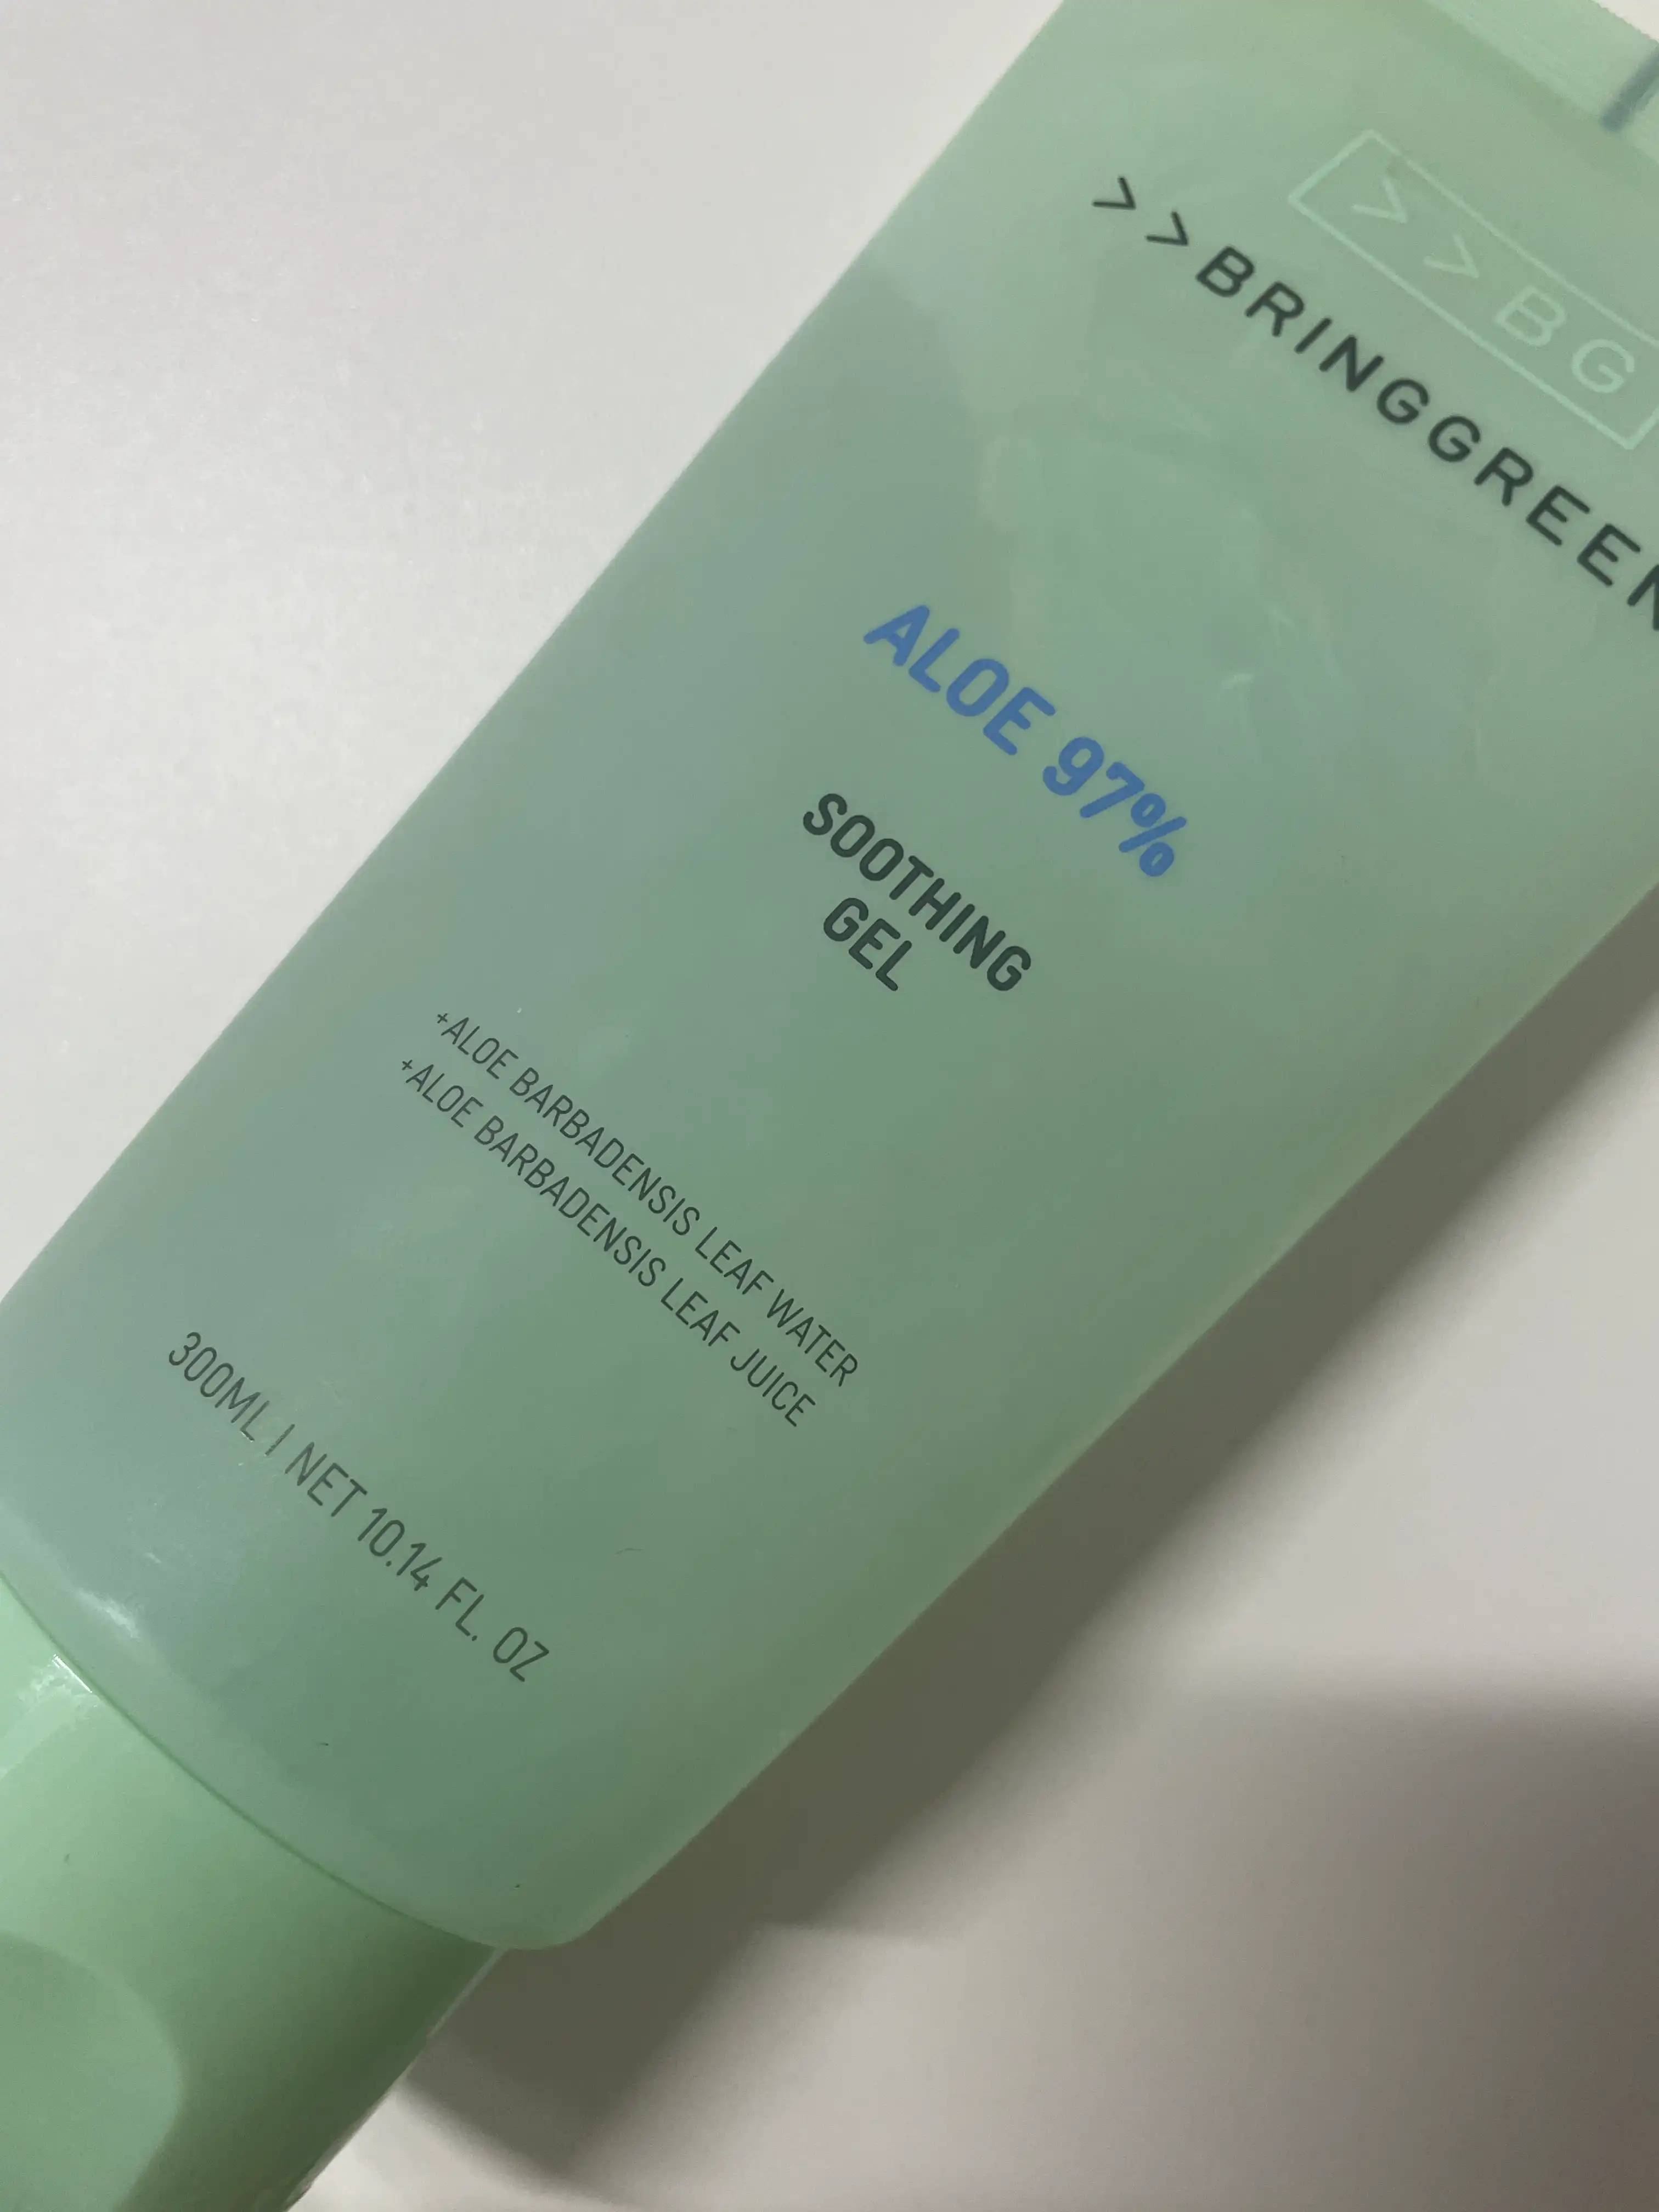 >>BG
>>BRINGGREEN
ALOE 97%
SOOTHING
GEL
+ALOE BARBADENSIS LEAF WATER
+ALOE BARBADENSIS LEAF JUICE
300ML | NET 10.14 FL. OZ